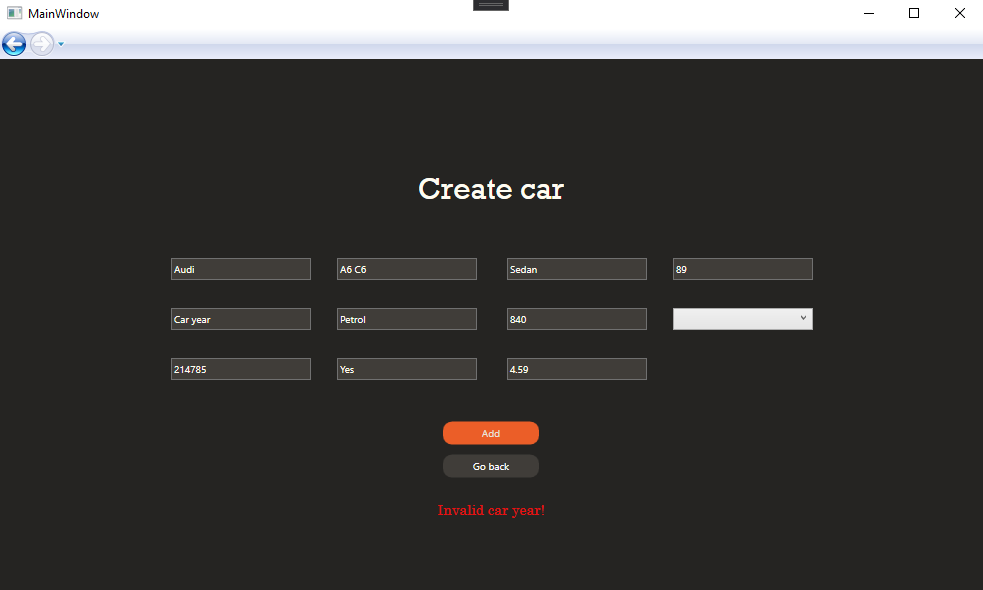 MainWindow
Create car
Audi A6 C6 Sedan 89
Car year Petrol 840
214785 Yes 4.59
Add
Go back
Invalid car year!